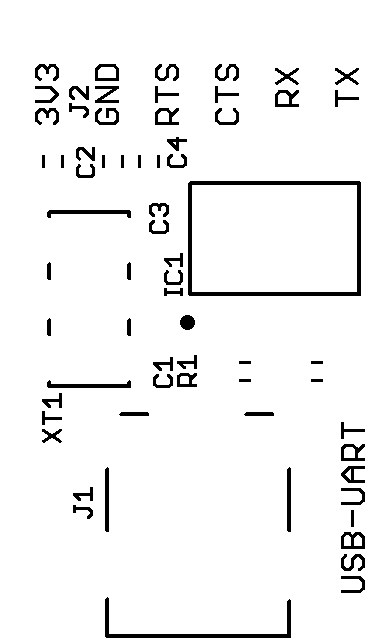 3V3
J2
GND
RTS
CTS
RX
TX
C2
C4
C3
IC1
C1
R1
XT1
J1
USB-UART